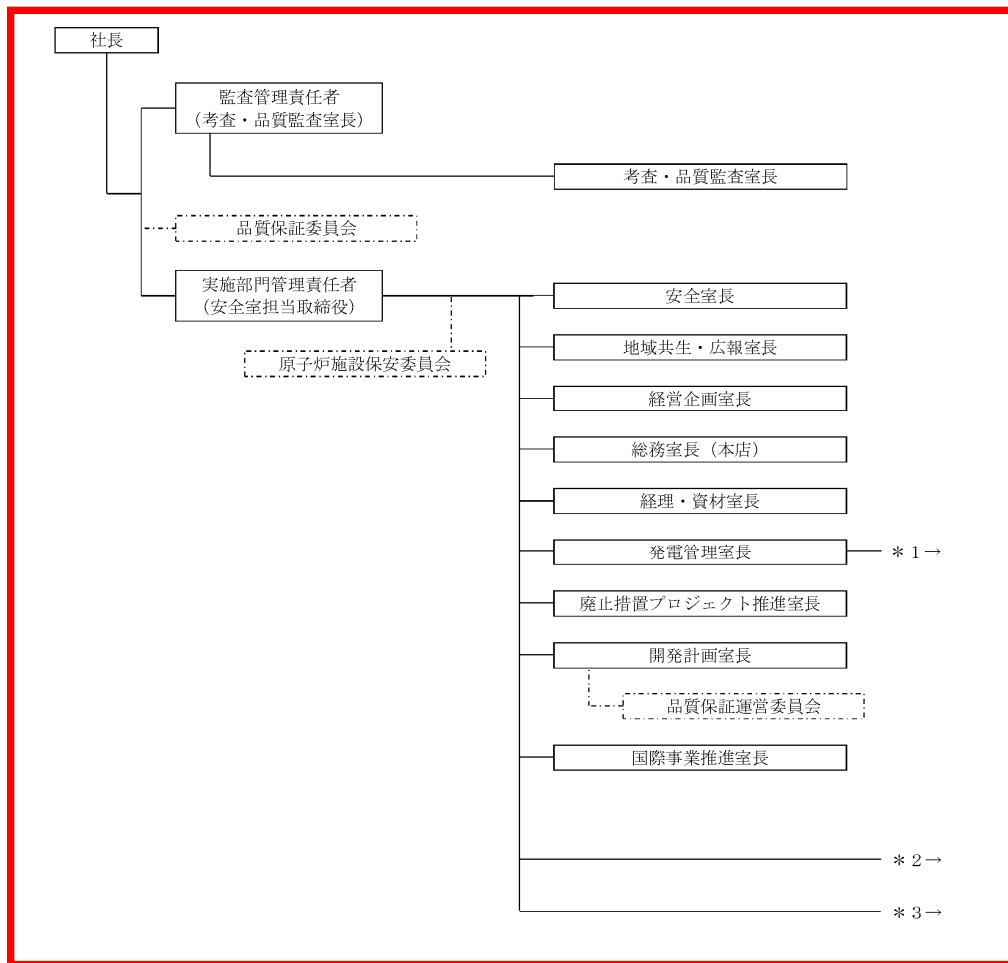 社長
監査管理責任者
（考査・品質監査室長）
考査・品質監査室長
品質保証委員会
実施部門管理責任者
（安全室担当取締役）
安全室長
原子炉施設保安委員会
地域共生・広報室長
経営企画室長
総務室長（本店）
経理・資材室長
発電管理室長
＊1→
廃止措置プロジェクト推進室長
開発計画室長
品質保証運営委員会
国際事業推進室長
＊2→
＊3→